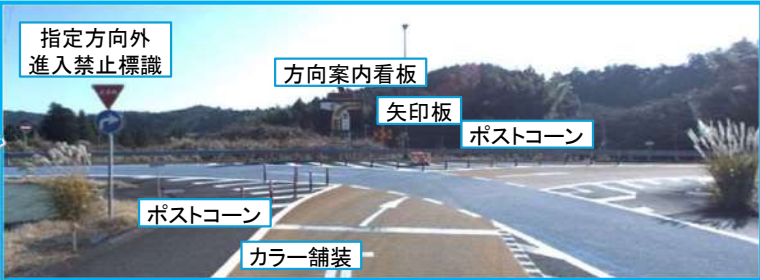 指定方向外
進入禁止標識
方向案内看板
矢印板
ポストコーン
ポストコーン
カラー舗装